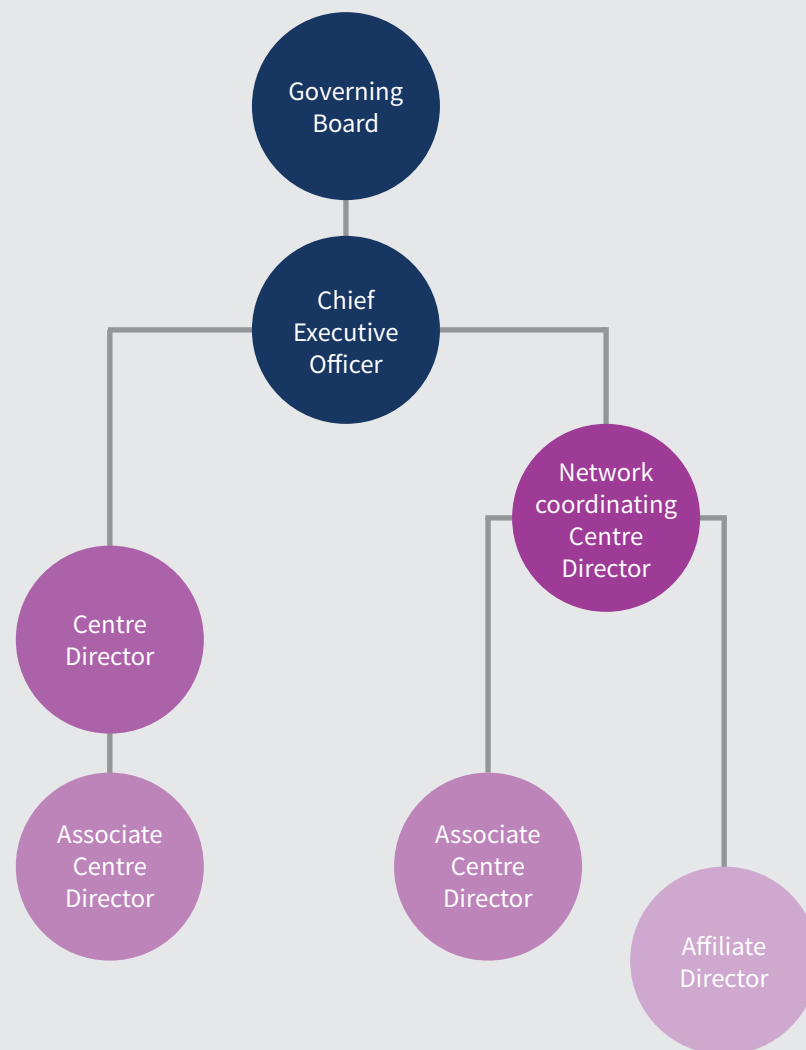 Governing
Board
Chief
Executive
Officer
Network
coordinating
Centre
Director
Centre
Director
Associate
Centre
Director
Associate
Centre
Director
Affiliate
Director